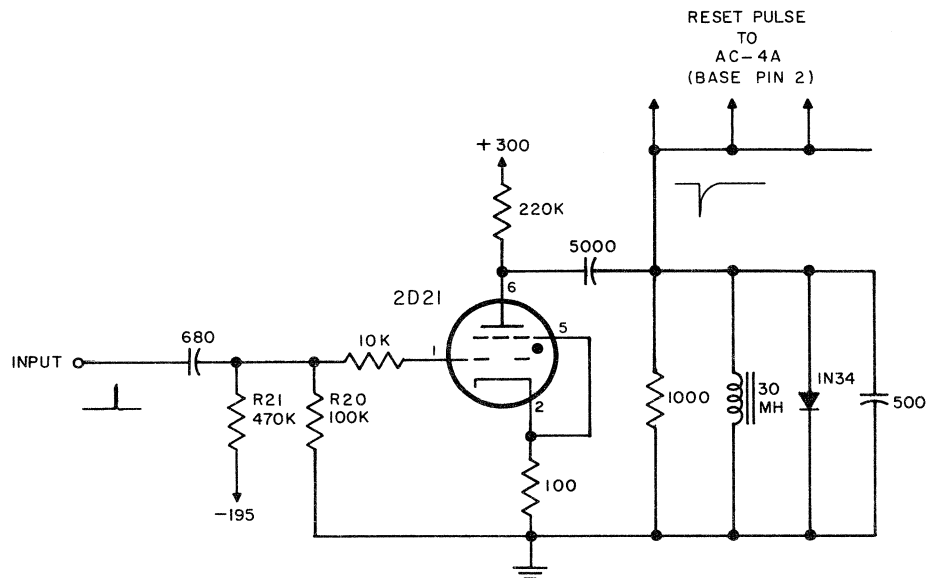 RESET PULSE
TO
AC-4A
(BASE PIN 2)
+300
220K
5000
6
2D21
5
INPUT
680
10K
1
R21
470K
R20
100K
2
1000
30
MH
1N34
500
100
-195